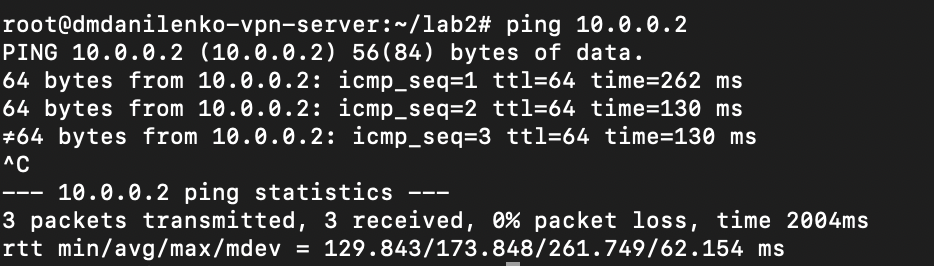 root@dmdanilenko-vpn-server:~/lab2# ping 10.0.0.2
PING 10.0.0.2 (10.0.0.2) 56(84) bytes of data.
64 bytes from 10.0.0.2: icmp_seq=1 ttl=64 time=262 ms
64 bytes from 10.0.0.2: icmp_seq=2 ttl=64 time=130 ms
≠64 bytes from 10.0.0.2: icmp_seq=3 ttl=64 time=130 ms
^C
--- 10.0.0.2 ping statistics ---
3 packets transmitted, 3 received, 0% packet loss, time 2004ms
rtt min/avg/max/mdev = 129.843/173.848/261.749/62.154 ms